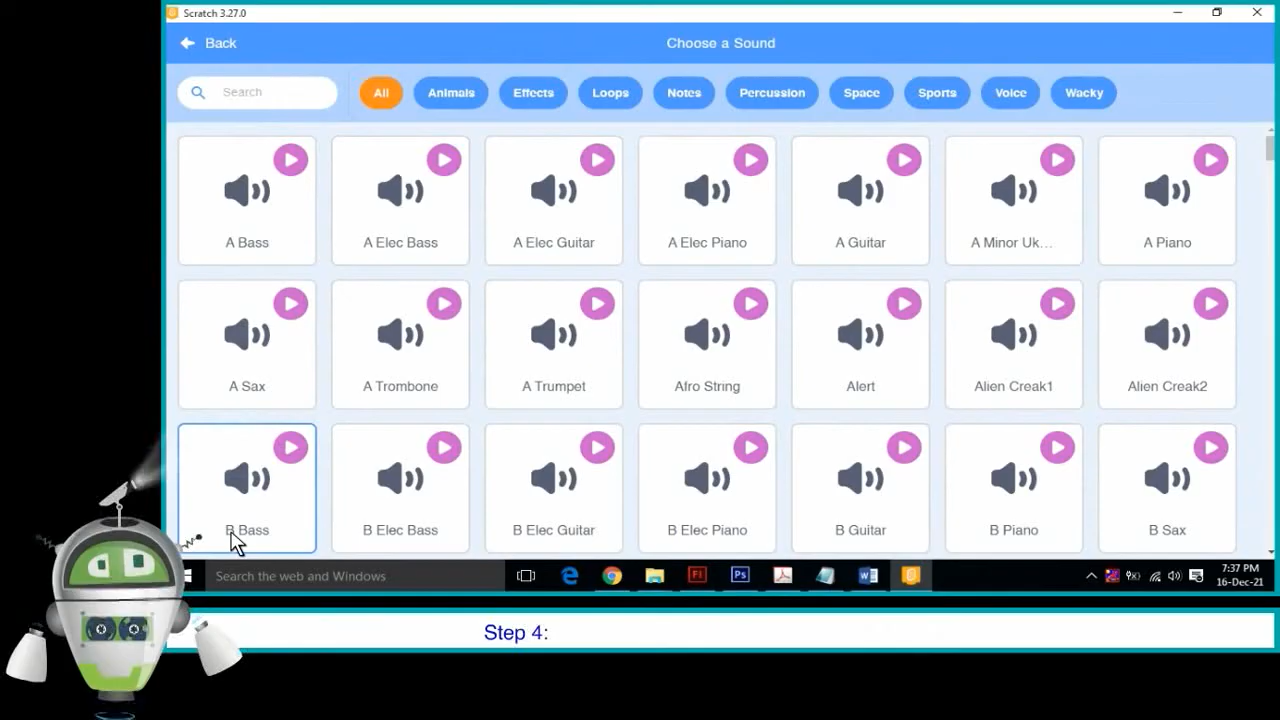 Scratch 3.27.0
Back
Choose a Sound
Search
All
Animals
Effects
Loops
Notes
Percussion
Space
Sports
Voice
Wacky
A Bass
A Elec Bass
A Elec Guitar
A Elec Piano
A Guitar
A Minor Uk...
A Piano
A Sax
A Trombone
A Trumpet
Afro String
Alert
Alien Creak1
Alien Creak2
B Bass
B Elec Bass
B Elec Guitar
B Elec Piano
B Guitar
B Piano
B Sax
Search the web and Windows
Fl
Ps
7:37 PM
16-Dec-21
Step 4: